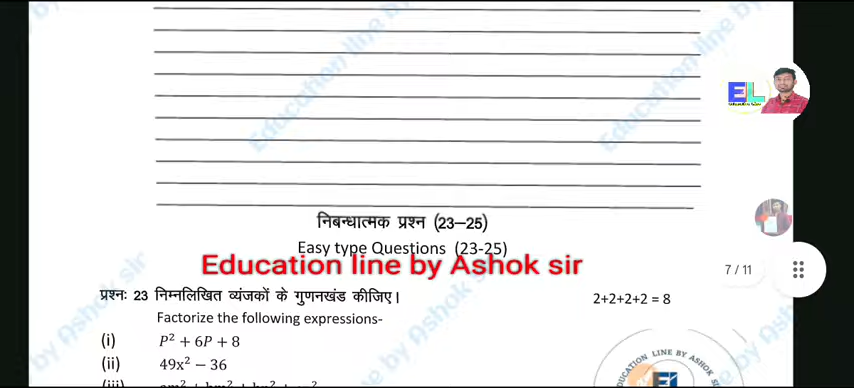 निबन्धात्मक प्रश्न (23–25)
Easy type Questions (23-25)
Education line by Ashok sir
7 / 11
प्रश्नः 23 निम्नलिखित व्यंजकों के गुणनखंड कीजिए। 2+2+2+2 = 8
Factorize the following expressions-
(i) P² + 6P + 8
(ii) 49x² − 36
EL